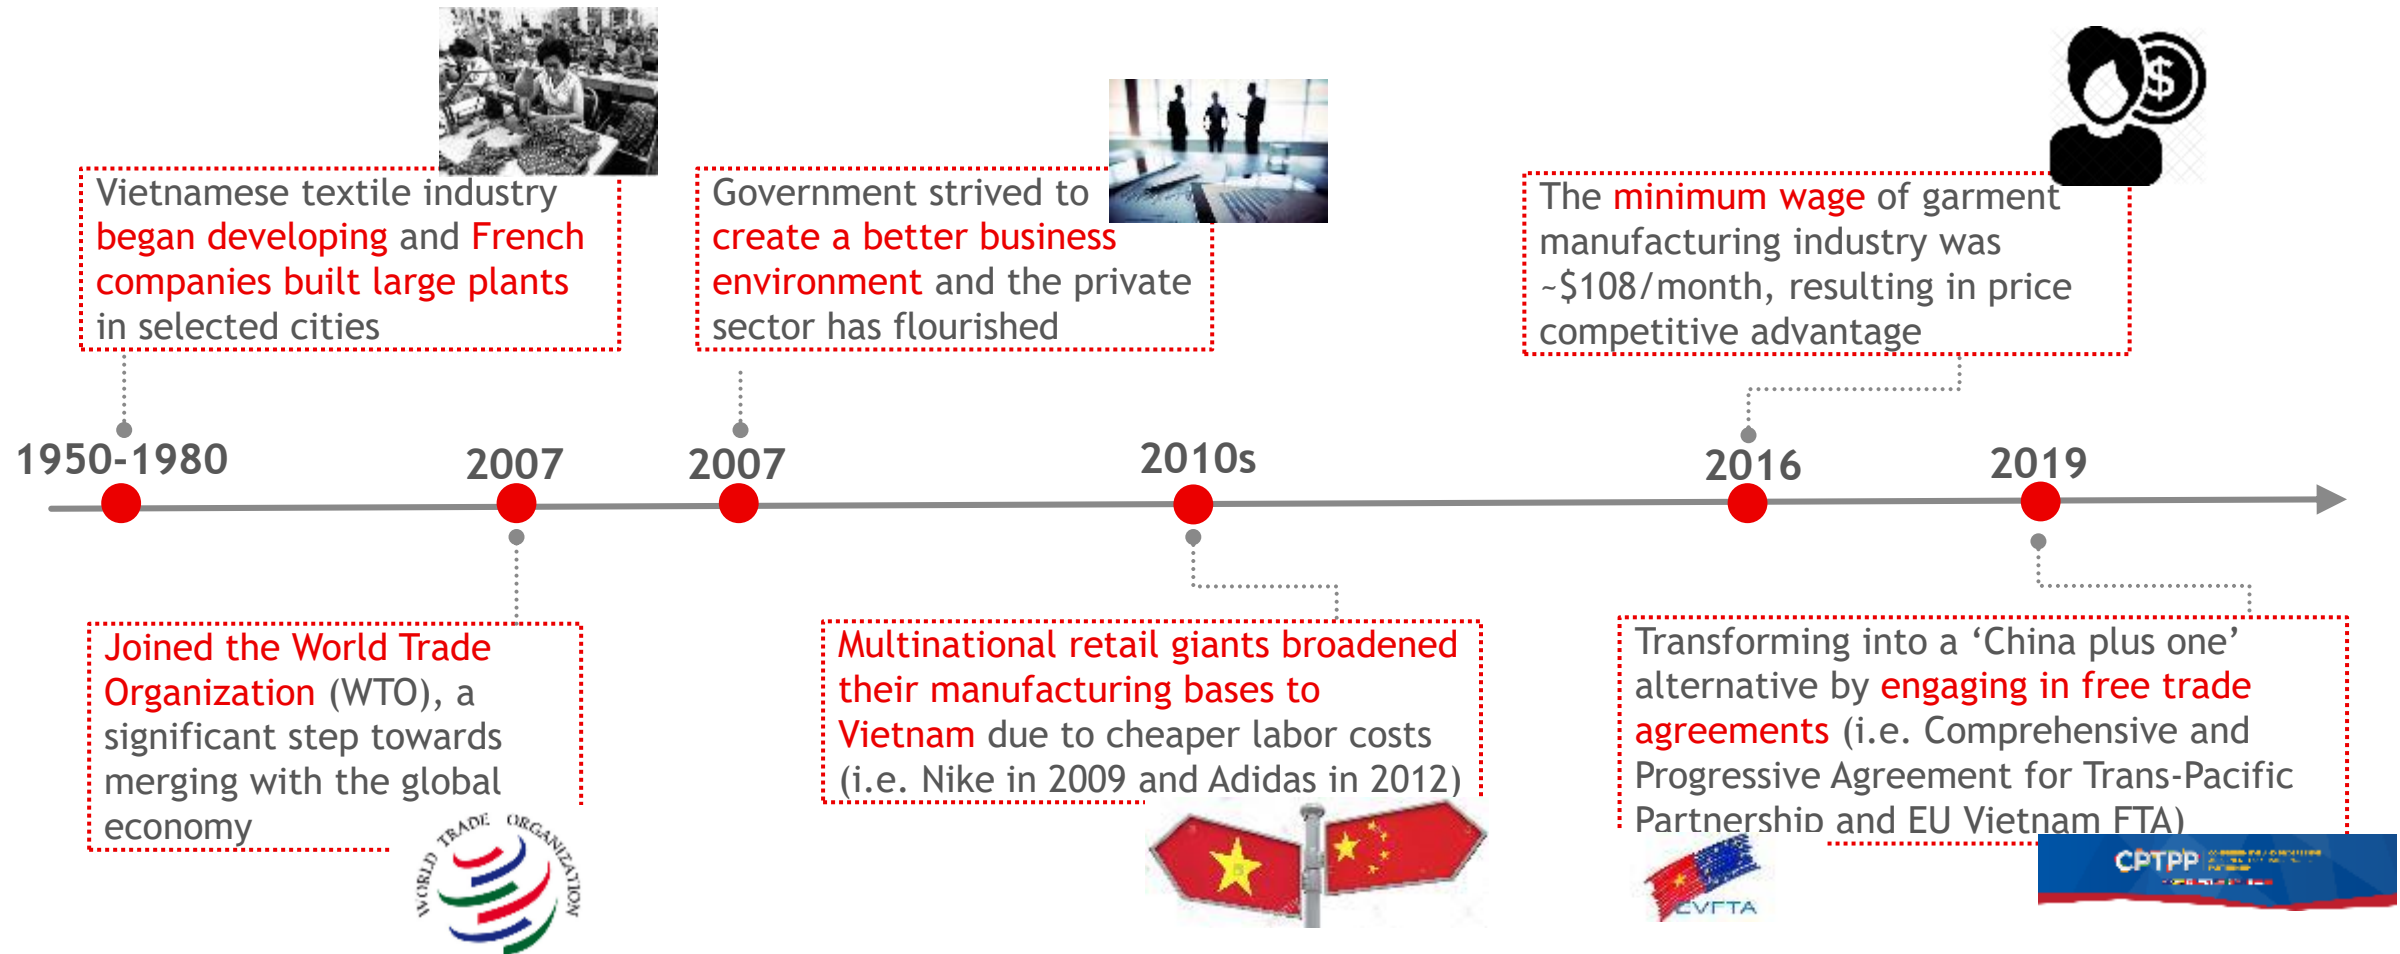 Vietnamese textile industry
began developing and French
companies built large plants
in selected cities
Government strived to
create a better business
environment and the private
sector has flourished
$
The minimum wage of garment
manufacturing industry was
~$108/month, resulting in price
competitive advantage
1950-1980
2007
2007
2010s
2016
2019
Joined the World Trade
Organization (WTO), a
significant step towards
merging with the global
economy
WORLD TRADE ORGANIZATION
Multinational retail giants broadened
their manufacturing bases to
Vietnam due to cheaper labor costs
(i.e. Nike in 2009 and Adidas in 2012)
Transforming into a ‘China plus one’
alternative by engaging in free trade
agreements (i.e. Comprehensive and
Progressive Agreement for Trans-Pacific
Partnership and EU Vietnam FTA)
EVFTA
CPTPP